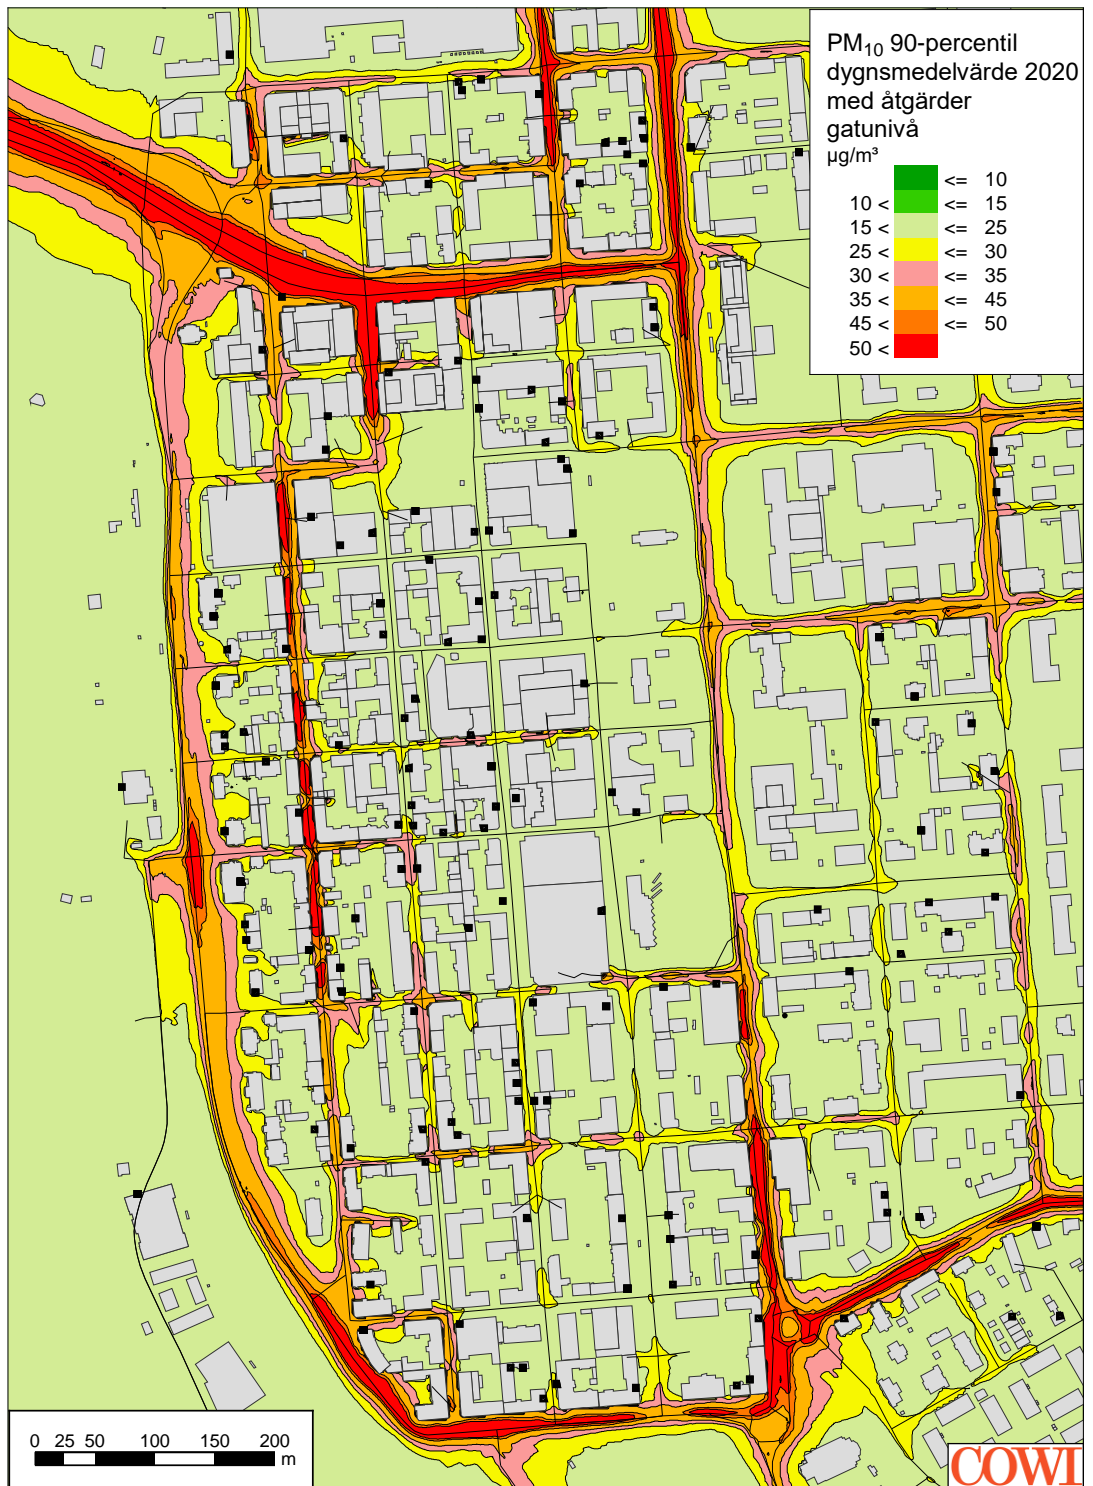 PM₁₀ 90-percentil
dygnsmedelvärde 2020
med åtgärder
gatunivå
µg/m³
<= 10
10 < <= 15
15 < <= 25
25 < <= 30
30 < <= 35
35 < <= 45
45 < <= 50
50 <
0 25 50 100 150 200 m
COWI